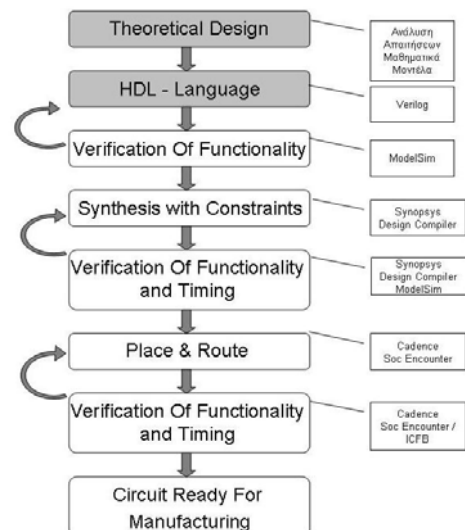 Theoretical Design
Ανάλυση
Απαιτήσεων
Μαθηματικά
Μοντέλα
HDL - Language
Verilog
Verification Of Functionality
ModelSim
Synthesis with Constraints
Synopsys
Design Compiler
Verification Of Functionality
and Timing
Synopsys
Design Compiler
ModelSim
Place & Route
Cadence
Soc Encounter
Verification Of Functionality
and Timing
Cadence
Soc Encounter /
ICFB
Circuit Ready For
Manufacturing